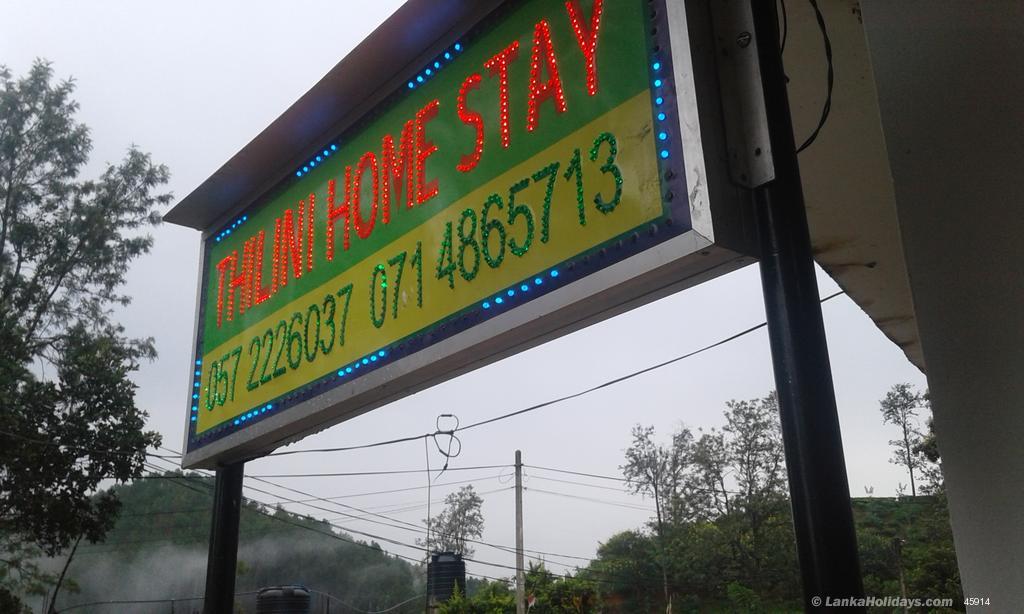 THILINI HOME STAY
057 2226037 071 4865713
© LankaHolidays.com 45914